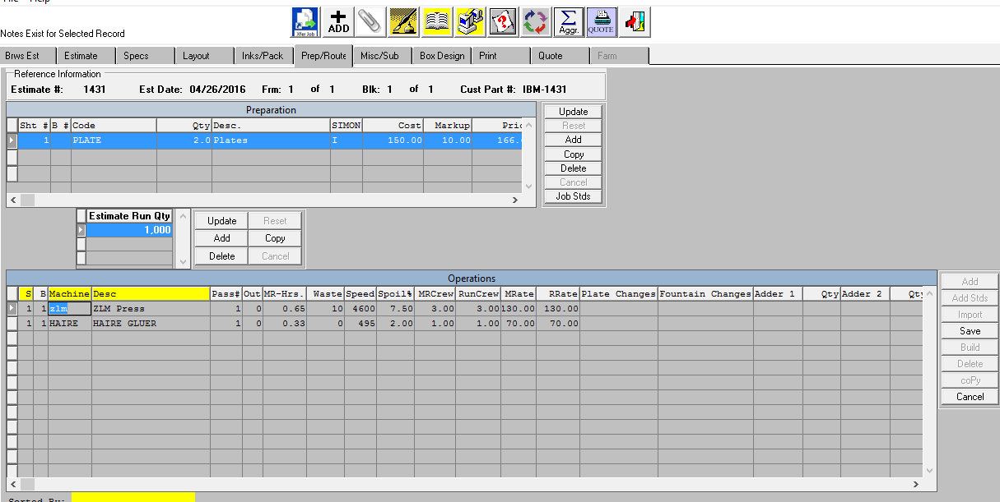 File Help
Notes Exist for Selected Record
Xfer Job ADD Aggr. QUOTE
Brws Est Estimate Specs Layout Inks/Pack Prep/Route Misc/Sub Box Design Print Quote Farm
Reference Information
Estimate #: 1431 Est Date: 04/26/2016 Frm: 1 of 1 Blk: 1 of 1 Cust Part #: IBM-1431
Preparation
Sht # B # Code Qty Desc. SIMON Cost Markup Pric
1 PLATE 2.0 Plates I 150.00 10.00 166.
Update
Reset
Add
Copy
Delete
Cancel
Job Stds
Estimate Run Qty
1,000
Update Reset
Add Copy
Delete Cancel
Operations
S B Machine Desc Pass# Out MR-Hrs. Waste Speed Spoil% MRCrew RunCrew MRate RRate Plate Changes Fountain Changes Adder 1 Qty Adder 2 Qty
1 1 zlm ZLM Press 1 0 0.65 10 4600 7.50 3.00 3.00 130.00 130.00
1 1 HAIRE HAIRE GLUER 1 0 0.33 0 495 2.00 1.00 1.00 70.00 70.00
Add
Add Stds
Import
Save
Build
Delete
coPy
Cancel
Sorted By: